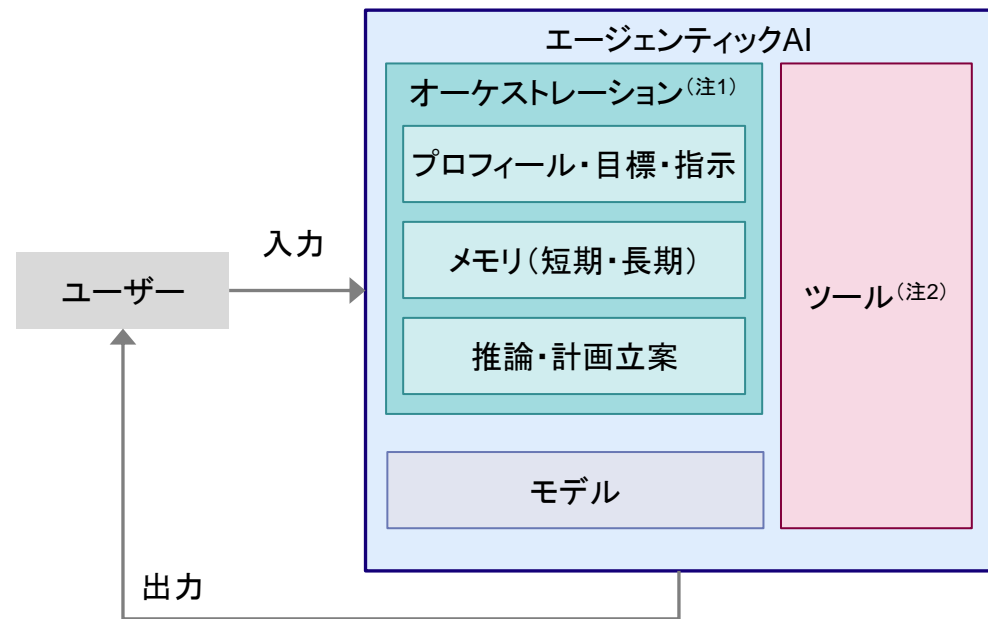 エージェンティックAI
オーケストレーション(注1)
プロフィール・目標・指示
メモリ(短期・長期)
推論・計画立案
モデル
ツール(注2)
入力
ユーザー
出力